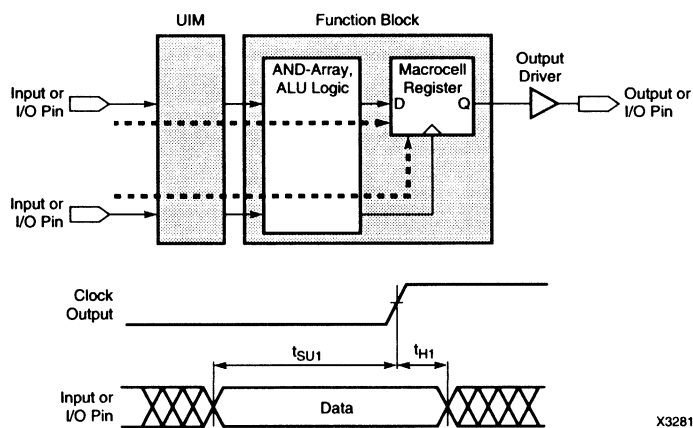 UIM
Function Block
AND-Array,
ALU Logic
Macrocell
Register
D
Q
Output
Driver
Input or
I/O Pin
Output or
I/O Pin
Input or
I/O Pin
Clock
Output
tSU1
tH1
Input or
I/O Pin
Data
X3281